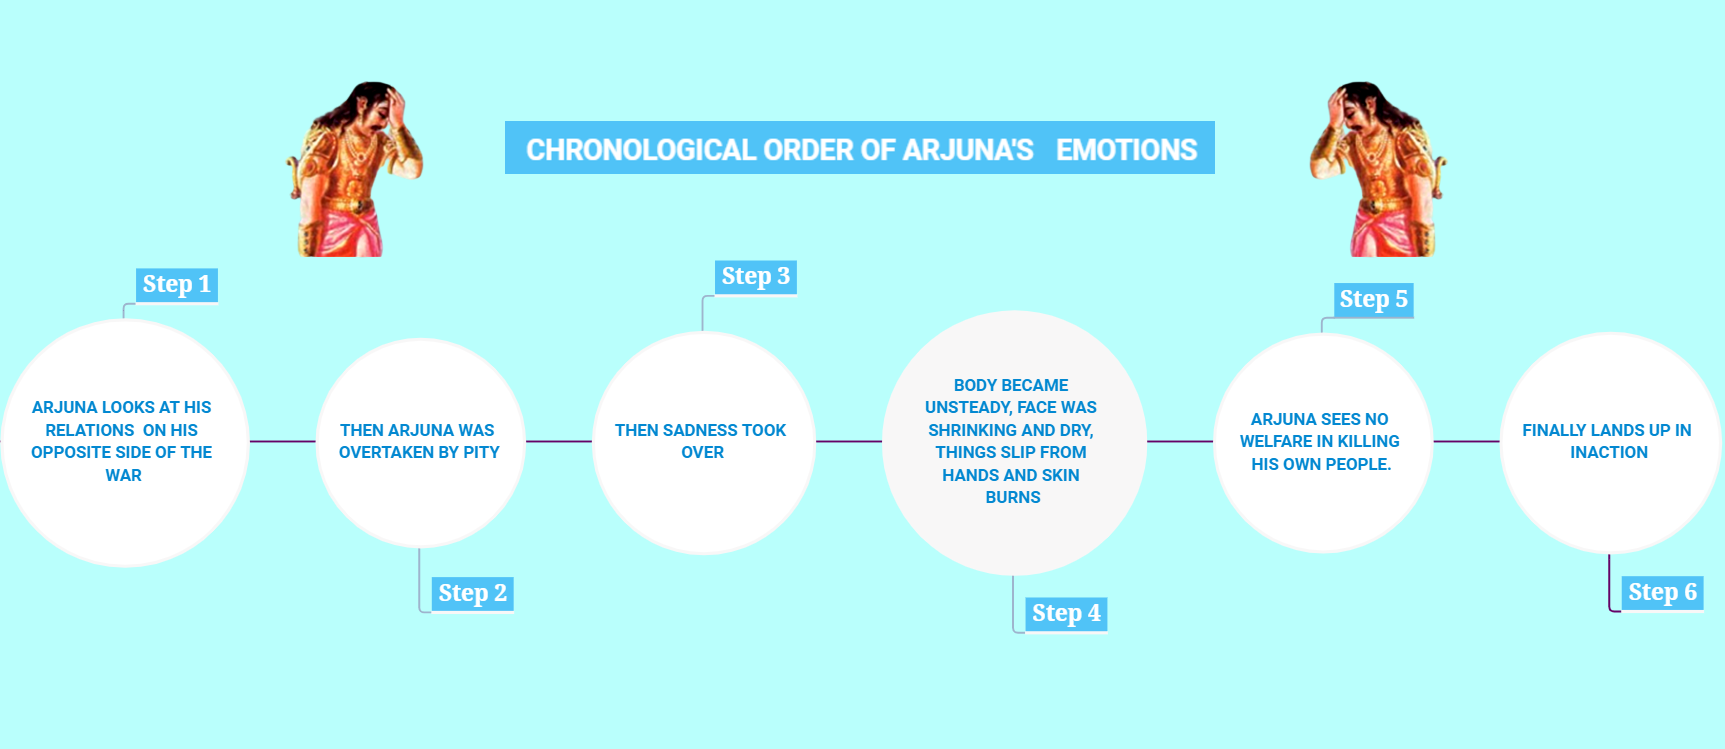 CHRONOLOGICAL ORDER OF ARJUNA'S EMOTIONS
Step 1
ARJUNA LOOKS AT HIS
RELATIONS ON HIS
OPPOSITE SIDE OF THE
WAR
Step 2
THEN ARJUNA WAS
OVERTAKEN BY PITY
Step 3
THEN SADNESS TOOK
OVER
Step 4
BODY BECAME
UNSTEADY, FACE WAS
SHRINKING AND DRY,
THINGS SLIP FROM
HANDS AND SKIN
BURNS
Step 5
ARJUNA SEES NO
WELFARE IN KILLING
HIS OWN PEOPLE.
Step 6
FINALLY LANDS UP IN
INACTION